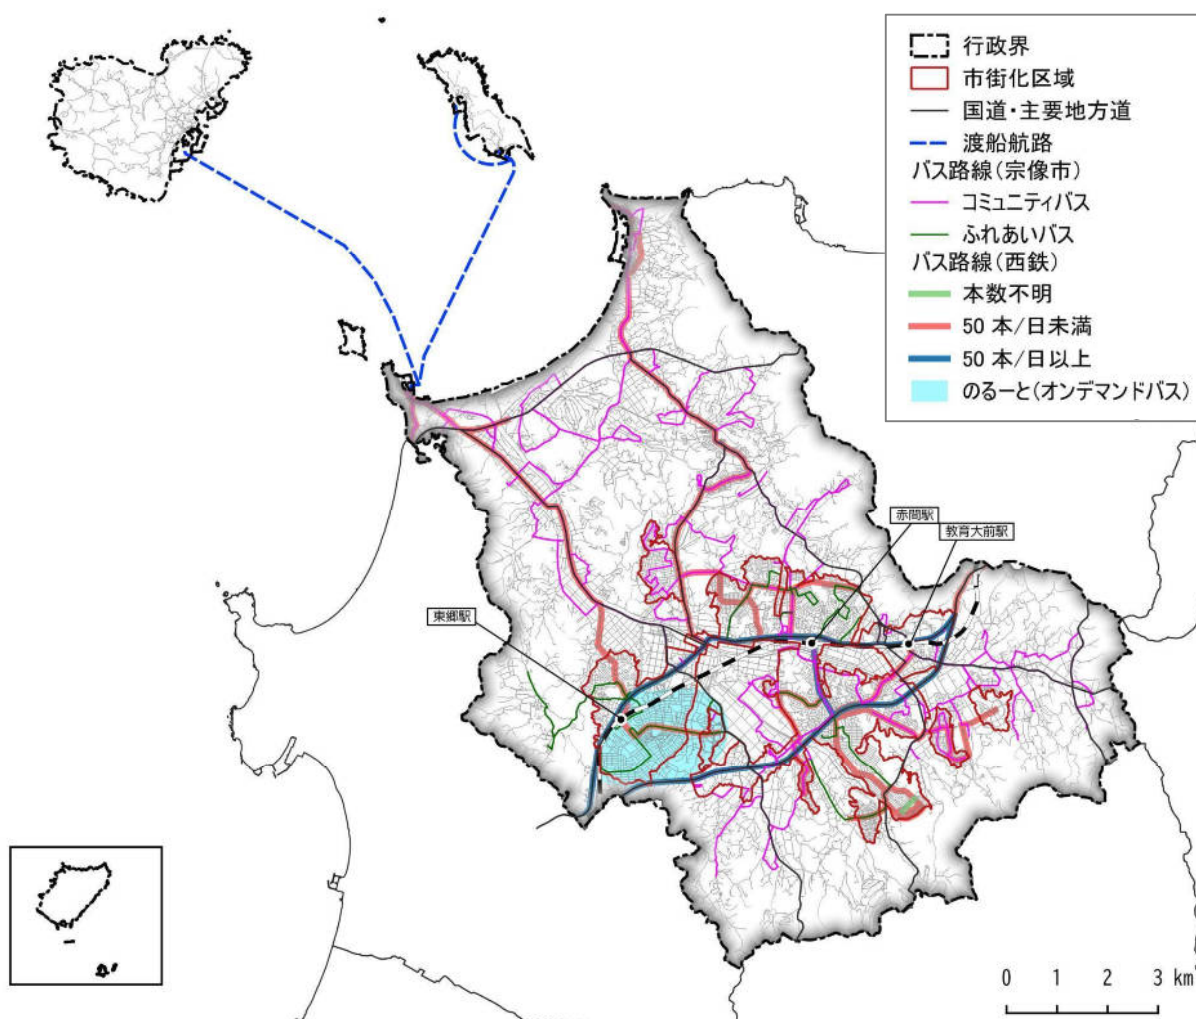 行政界
市街化区域
国道・主要地方道
渡船航路
バス路線(宗像市)
コミュニティバス
ふれあいバス
バス路線(西鉄)
本数不明
50 本/日未満
50 本/日以上
のるーと(オンデマンドバス)
赤間駅
教育大前駅
東郷駅
0 1 2 3 km